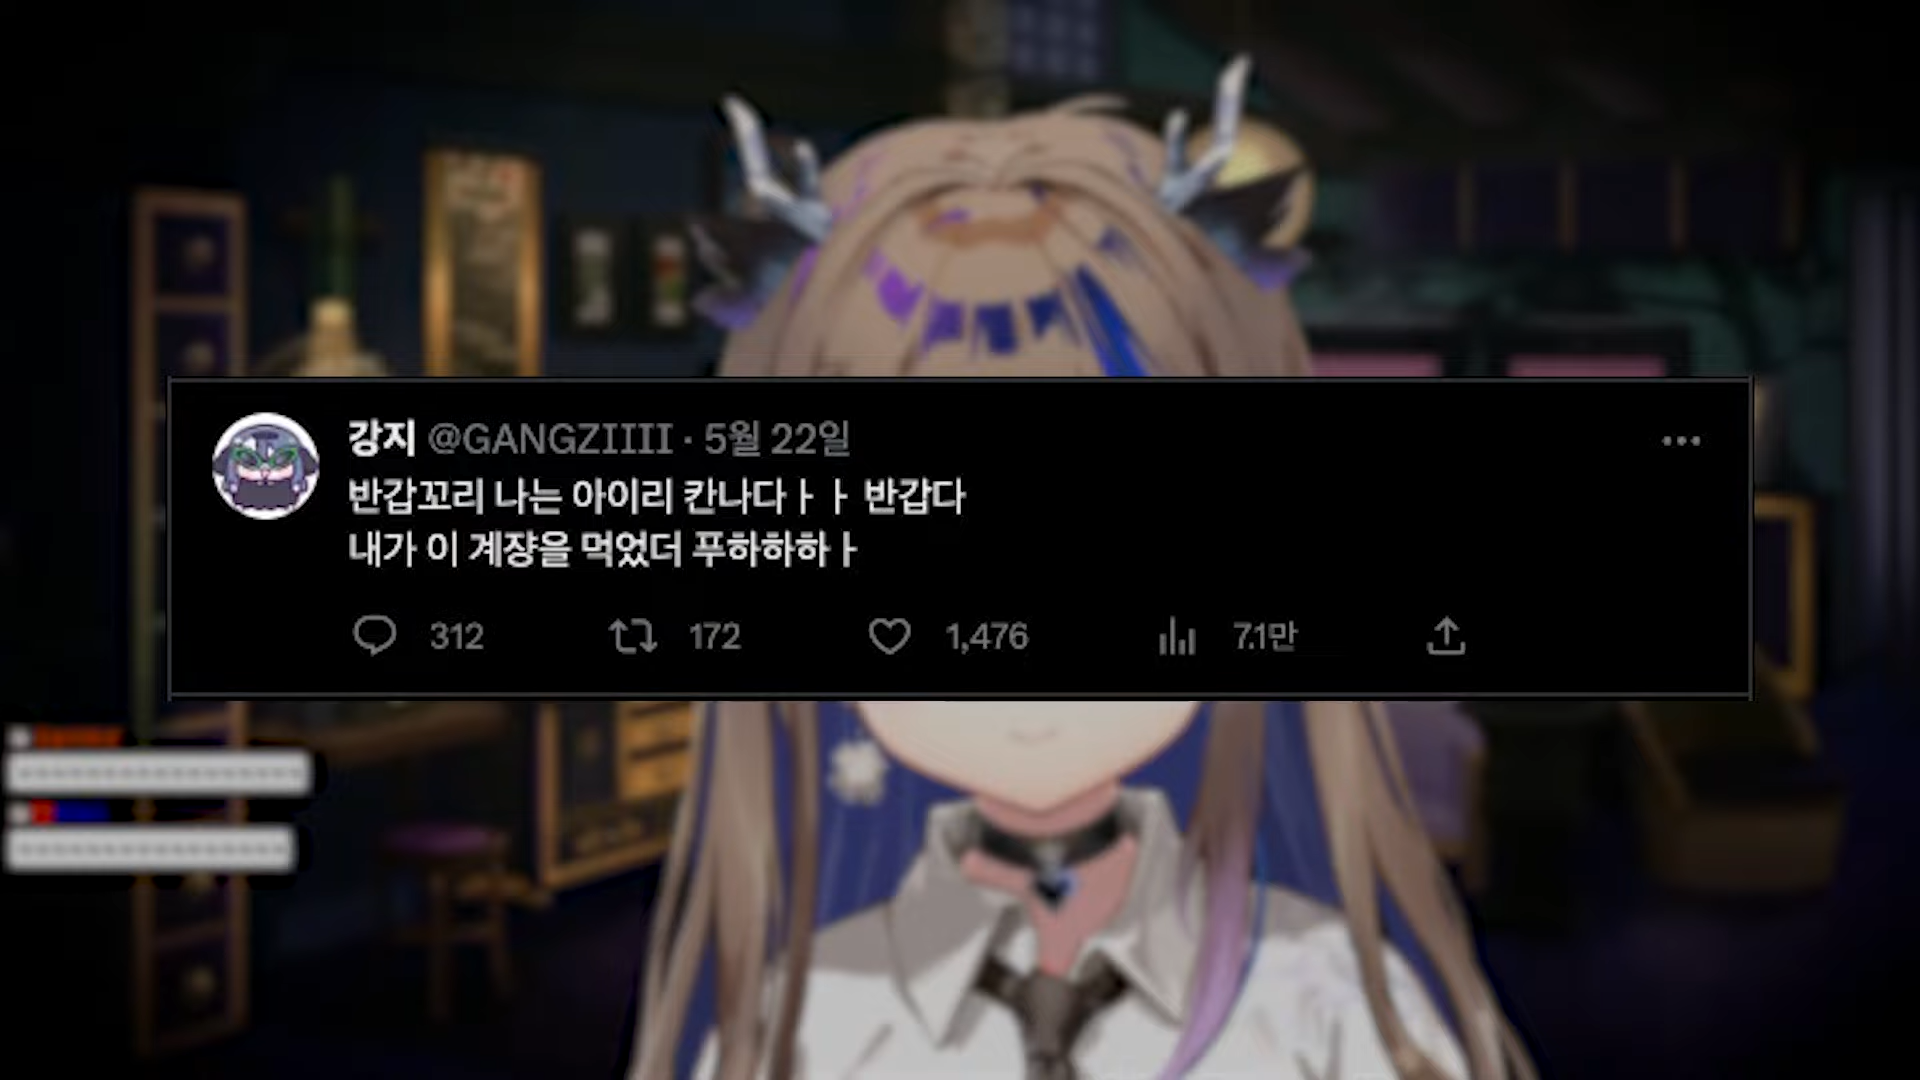 강지 @GANGZIIII · 5월 22일
반갑꼬리 나는 아이리 칸나다ㅏㅏ 반갑다
내가 이 계쟝을 먹었더 푸하하하ㅏ
312 172 1,476 7.1만